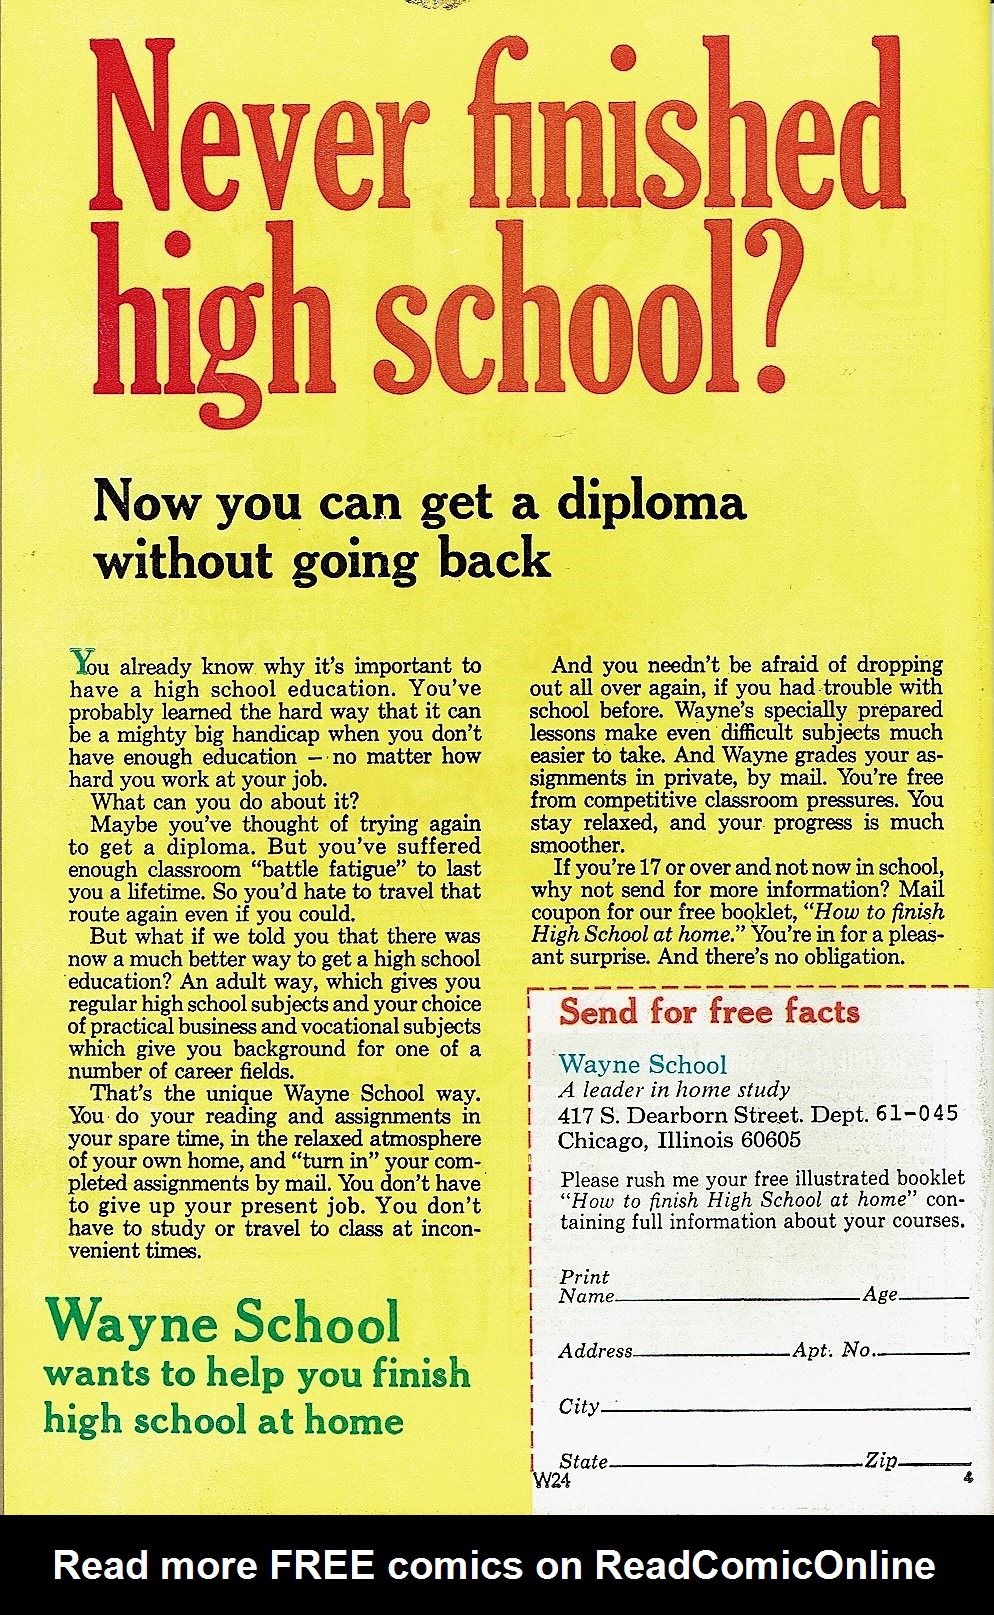 Never finished
high school?
Now you can get a diploma
without going back
You already know why it's important to
have a high school education. You've
probably learned the hard way that it can
be a mighty big handicap when you don't
have enough education — no matter how
hard you work at your job.
What can you do about it?
Maybe you've thought of trying again
to get a diploma. But you've suffered
enough classroom "battle fatigue" to last
you a lifetime. So you'd hate to travel that
route again even if you could.
But what if we told you that there was
now a much better way to get a high school
education? An adult way, which gives you
regular high school subjects and your choice
of practical business and vocational subjects
which give you background for one of a
number of career fields.
That's the unique Wayne School way.
You do your reading and assignments in
your spare time, in the relaxed atmosphere
of your own home, and "turn in" your com-
pleted assignments by mail. You don't have
to give up your present job. You don't
have to study or travel to class at incon-
venient times.
Wayne School
wants to help you finish
high school at home
And you needn't be afraid of dropping
out all over again, if you had trouble with
school before. Wayne's specially prepared
lessons make even difficult subjects much
easier to take. And Wayne grades your as-
signments in private, by mail. You're free
from competitive classroom pressures. You
stay relaxed, and your progress is much
smoother.
If you're 17 or over and not now in school,
why not send for more information? Mail
coupon for our free booklet, "How to finish
High School at home." You're in for a pleas-
ant surprise. And there's no obligation.
Send for free facts
Wayne School
A leader in home study
417 S. Dearborn Street. Dept. 61-045
Chicago, Illinois 60605
Please rush me your free illustrated booklet
"How to finish High School at home" con-
taining full information about your courses.
Print
Name Age
Address Apt. No.
City
State Zip
W24 4
Read more FREE comics on ReadComicOnline